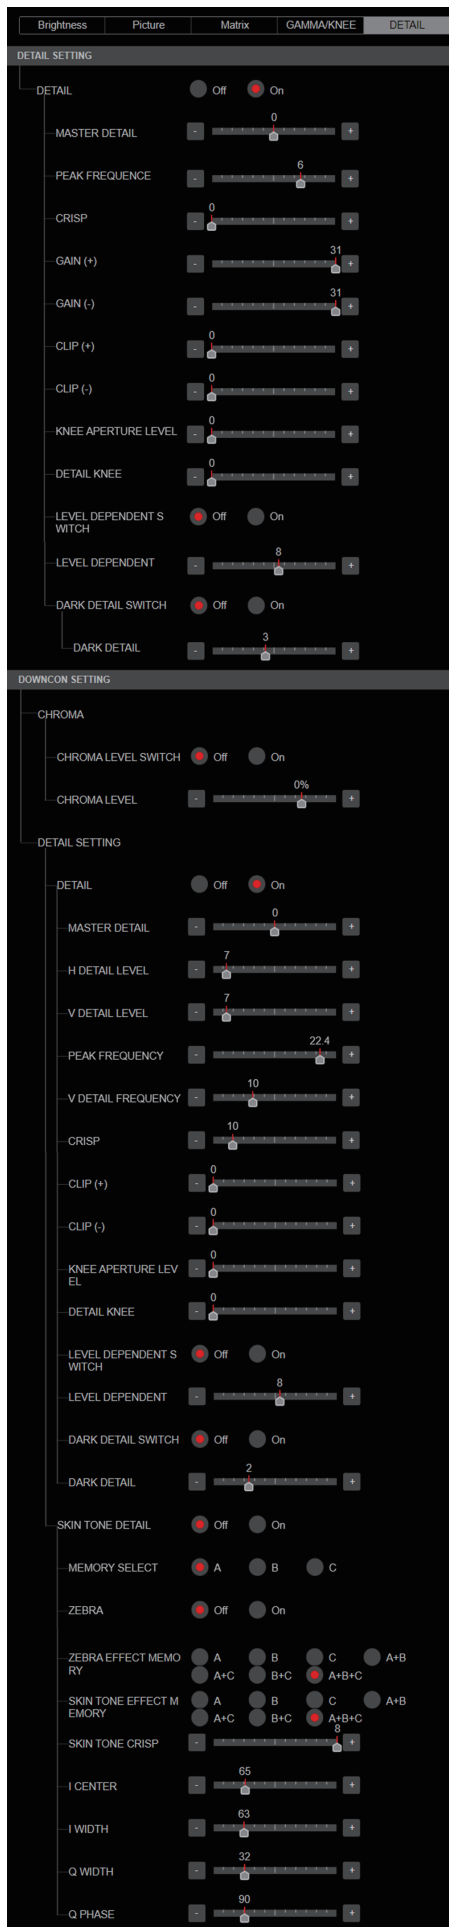 Brightness Picture Matrix GAMMA/KNEE DETAIL
DETAIL SETTING
DETAIL Off On
0
MASTER DETAIL - +
6
PEAK FREQUENCE - +
0
CRISP - +
31
GAIN (+) - +
31
GAIN (-) - +
0
CLIP (+) - +
0
CLIP (-) - +
0
KNEE APERTURE LEVEL - +
0
DETAIL KNEE - +
LEVEL DEPENDENT S Off On
WITCH
8
LEVEL DEPENDENT - +
DARK DETAIL SWITCH Off On
3
DARK DETAIL - +
DOWNCON SETTING
CHROMA
CHROMA LEVEL SWITCH Off On
0%
CHROMA LEVEL - +
DETAIL SETTING
DETAIL Off On
0
MASTER DETAIL - +
7
H DETAIL LEVEL - +
7
V DETAIL LEVEL - +
22.4
PEAK FREQUENCY - +
10
V DETAIL FREQUENCY - +
10
CRISP - +
0
CLIP (+) - +
0
CLIP (-) - +
0
KNEE APERTURE LEV - +
EL
0
DETAIL KNEE - +
LEVEL DEPENDENT S Off On
WITCH
8
LEVEL DEPENDENT - +
DARK DETAIL SWITCH Off On
2
DARK DETAIL - +
SKIN TONE DETAIL Off On
MEMORY SELECT A B C
ZEBRA Off On
ZEBRA EFFECT MEMO A B C A+B
RY A+C B+C A+B+C
SKIN TONE EFFECT M A B C A+B
EMORY A+C B+C A+B+C
8
SKIN TONE CRISP - +
65
I CENTER - +
63
I WIDTH - +
32
Q WIDTH - +
90
Q PHASE - +